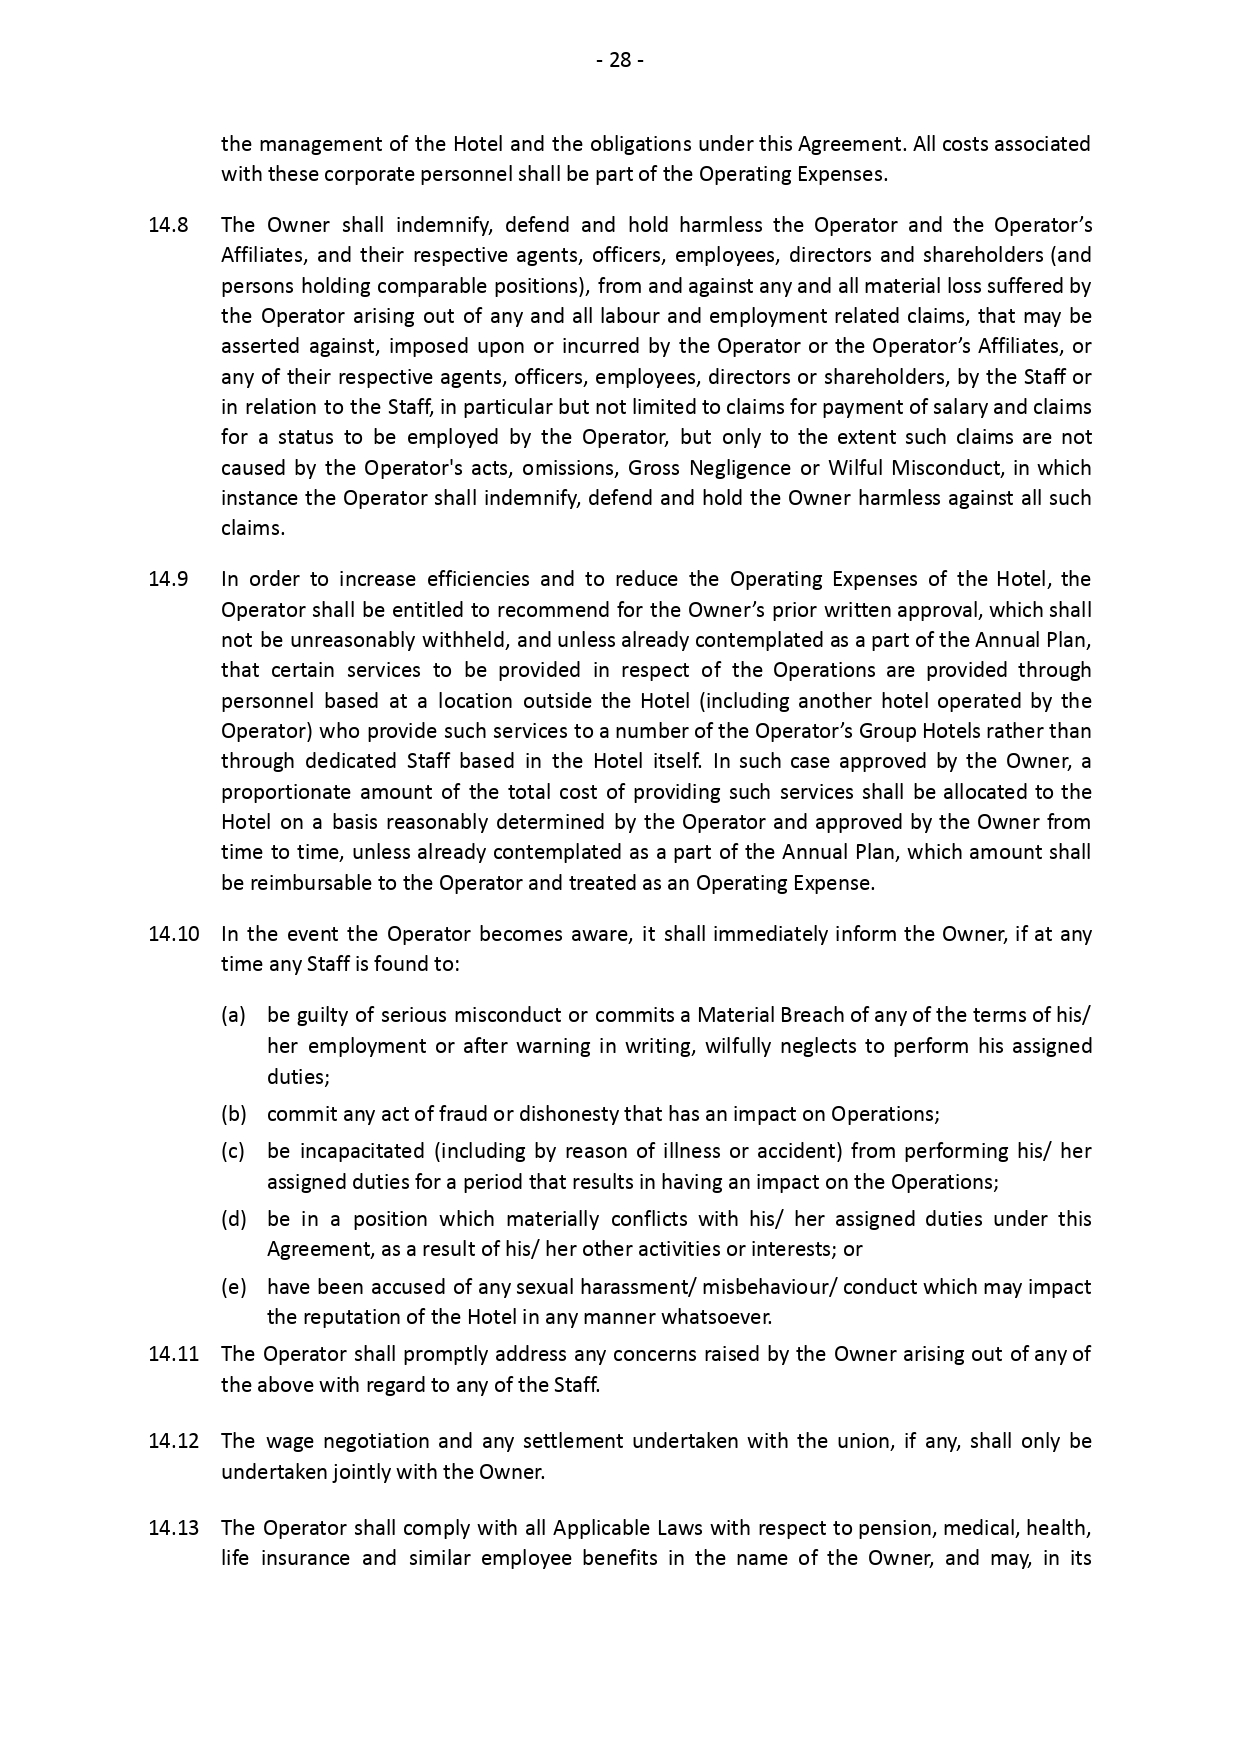 - 28 -
the management of the Hotel and the obligations under this Agreement. All costs associated
with these corporate personnel shall be part of the Operating Expenses.
14.8 The Owner shall indemnify, defend and hold harmless the Operator and the Operator’s
Affiliates, and their respective agents, officers, employees, directors and shareholders (and
persons holding comparable positions), from and against any and all material loss suffered by
the Operator arising out of any and all labour and employment related claims, that may be
asserted against, imposed upon or incurred by the Operator or the Operator’s Affiliates, or
any of their respective agents, officers, employees, directors or shareholders, by the Staff or
in relation to the Staff, in particular but not limited to claims for payment of salary and claims
for a status to be employed by the Operator, but only to the extent such claims are not
caused by the Operator's acts, omissions, Gross Negligence or Wilful Misconduct, in which
instance the Operator shall indemnify, defend and hold the Owner harmless against all such
claims.
14.9 In order to increase efficiencies and to reduce the Operating Expenses of the Hotel, the
Operator shall be entitled to recommend for the Owner’s prior written approval, which shall
not be unreasonably withheld, and unless already contemplated as a part of the Annual Plan,
that certain services to be provided in respect of the Operations are provided through
personnel based at a location outside the Hotel (including another hotel operated by the
Operator) who provide such services to a number of the Operator’s Group Hotels rather than
through dedicated Staff based in the Hotel itself. In such case approved by the Owner, a
proportionate amount of the total cost of providing such services shall be allocated to the
Hotel on a basis reasonably determined by the Operator and approved by the Owner from
time to time, unless already contemplated as a part of the Annual Plan, which amount shall
be reimbursable to the Operator and treated as an Operating Expense.
14.10 In the event the Operator becomes aware, it shall immediately inform the Owner, if at any
time any Staff is found to:
(a) be guilty of serious misconduct or commits a Material Breach of any of the terms of his/
her employment or after warning in writing, wilfully neglects to perform his assigned
duties;
(b) commit any act of fraud or dishonesty that has an impact on Operations;
(c) be incapacitated (including by reason of illness or accident) from performing his/ her
assigned duties for a period that results in having an impact on the Operations;
(d) be in a position which materially conflicts with his/ her assigned duties under this
Agreement, as a result of his/ her other activities or interests; or
(e) have been accused of any sexual harassment/ misbehaviour/ conduct which may impact
the reputation of the Hotel in any manner whatsoever.
14.11 The Operator shall promptly address any concerns raised by the Owner arising out of any of
the above with regard to any of the Staff.
14.12 The wage negotiation and any settlement undertaken with the union, if any, shall only be
undertaken jointly with the Owner.
14.13 The Operator shall comply with all Applicable Laws with respect to pension, medical, health,
life insurance and similar employee benefits in the name of the Owner, and may, in its